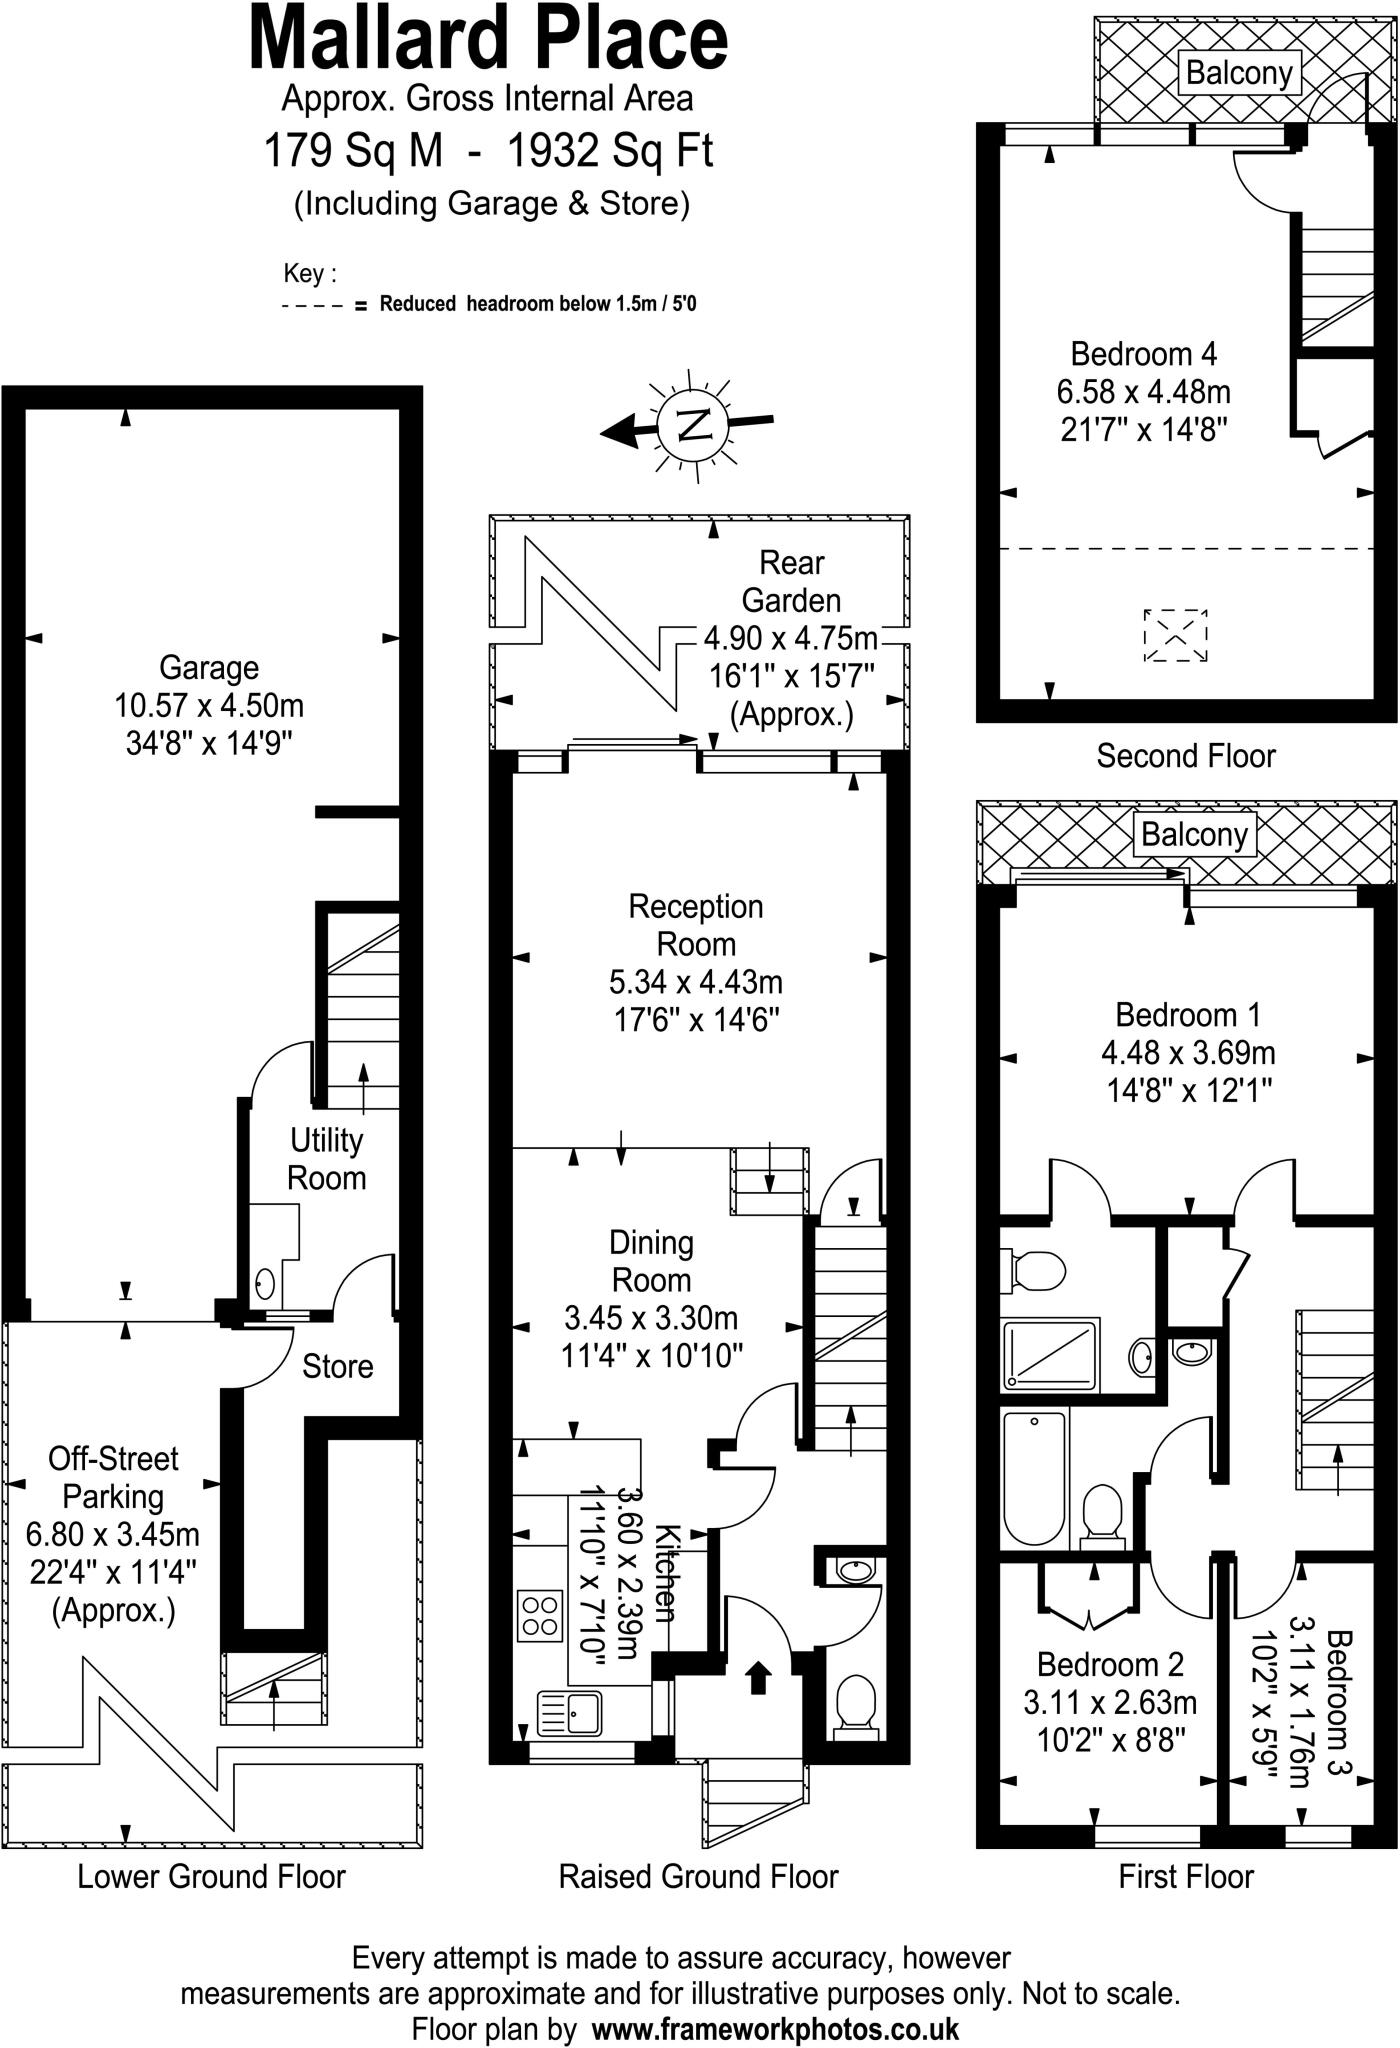 Mallard Place
Approx. Gross Internal Area
179 Sq M - 1932 Sq Ft
(Including Garage & Store)
Key :
= Reduced headroom below 1.5m / 5'0
N
Garage
10.57 x 4.50m
34'8" x 14'9"
Utility
Room
Store
Off-Street
Parking
6.80 x 3.45m
22'4" x 11'4"
(Approx.)
Lower Ground Floor
Rear
Garden
4.90 x 4.75m
16'1" x 15'7"
(Approx.)
Reception
Room
5.34 x 4.43m
17'6" x 14'6"
Dining
Room
3.45 x 3.30m
11'4" x 10'10"
Kitchen
3.60 x 2.39m
11'10" x 7'10"
Raised Ground Floor
Balcony
Bedroom 4
6.58 x 4.48m
21'7" x 14'8"
Second Floor
Balcony
Bedroom 1
4.48 x 3.69m
14'8" x 12'1"
Bedroom 2
3.11 x 2.63m
10'2" x 8'8"
Bedroom 3
3.11 x 1.76m
10'2" x 5'9"
First Floor
Every attempt is made to assure accuracy, however
measurements are approximate and for illustrative purposes only. Not to scale.
Floor plan by www.frameworkphotos.co.uk